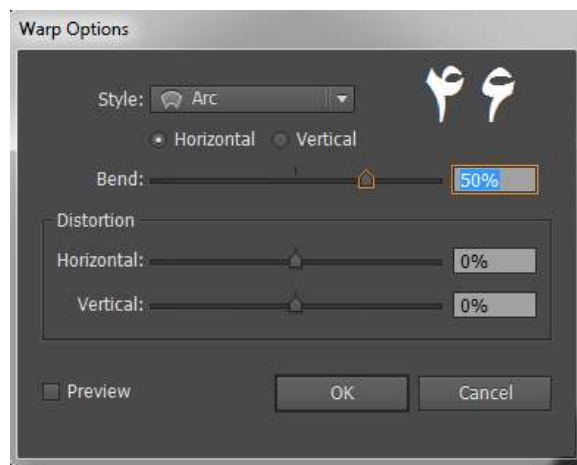 Warp Options
۴۶
Style: Arc
Horizontal Vertical
Bend: 50%
Distortion
Horizontal: 0%
Vertical: 0%
Preview OK Cancel